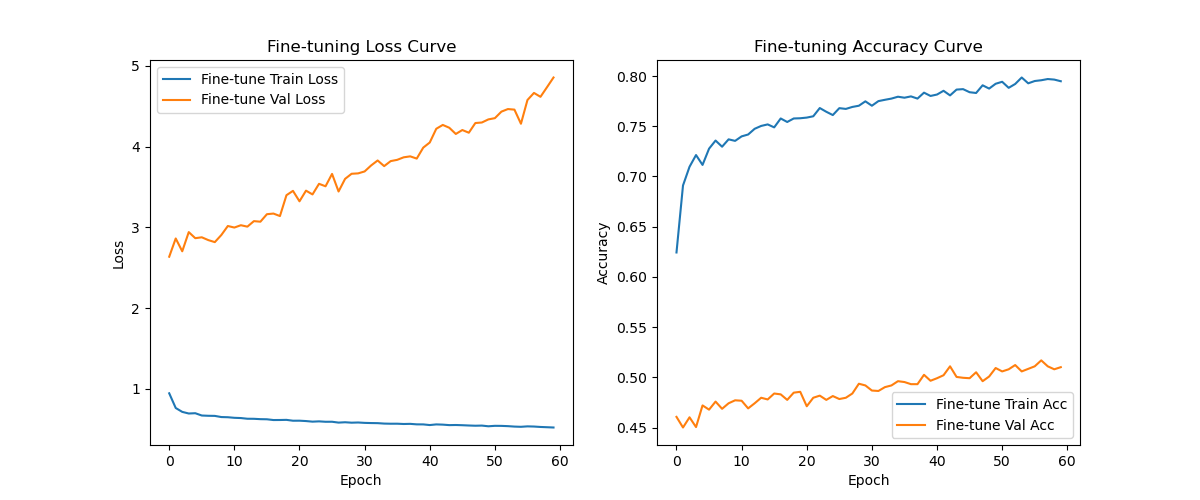 Fine-tuning Loss Curve
Fine-tune Train Loss
Fine-tune Val Loss
5
4
3
2
1
Loss
0
10
20
30
40
50
60
Epoch
Fine-tuning Accuracy Curve
0.80
0.75
0.70
0.65
0.60
0.55
0.50
0.45
Accuracy
Fine-tune Train Acc
Fine-tune Val Acc
0
10
20
30
40
50
60
Epoch